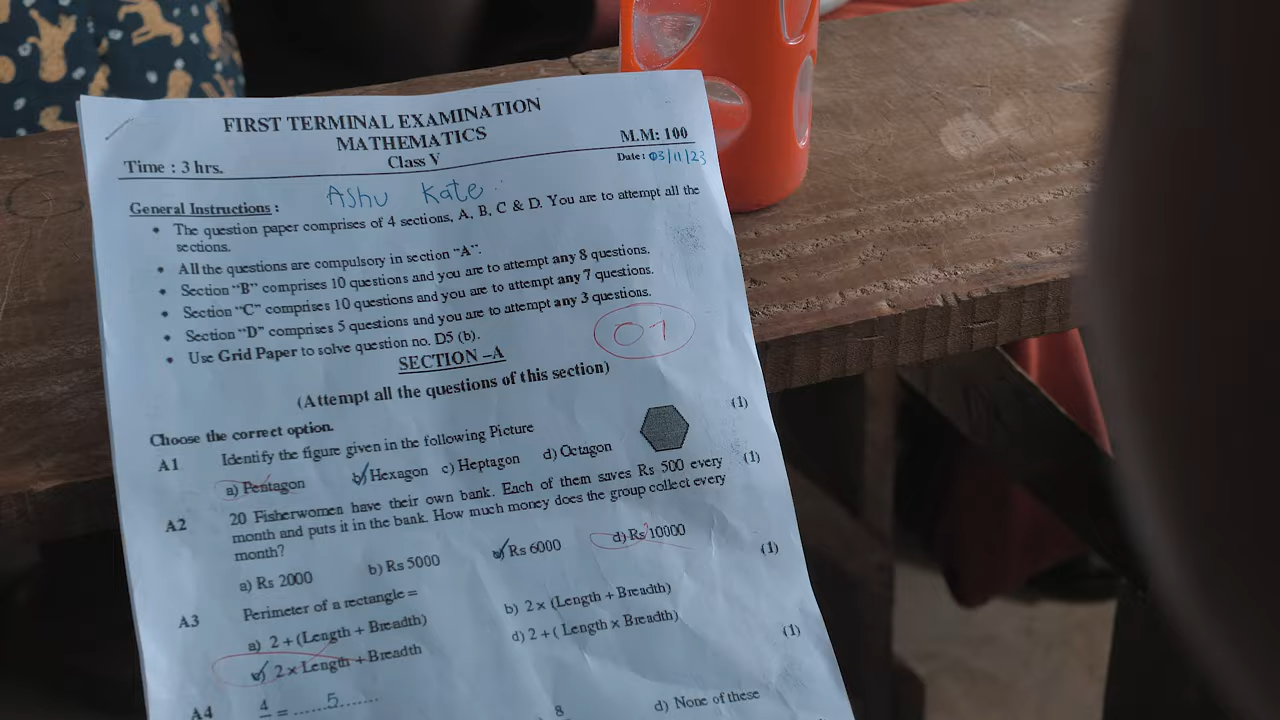 FIRST TERMINAL EXAMINATION
MATHEMATICS
Class V
Time : 3 hrs.
M.M: 100
Date: 03/11/23
Ashu Kate
General Instructions :
• The question paper comprises of 4 sections, A, B, C & D. You are to attempt all the
sections.
• All the questions are compulsory in section "A".
• Section "B" comprises 10 questions and you are to attempt any 8 questions.
• Section "C" comprises 10 questions and you are to attempt any 7 questions.
• Section "D" comprises 5 questions and you are to attempt any 3 questions.
• Use Grid Paper to solve question no. D5 (b).
01
SECTION –A
(Attempt all the questions of this section)
Choose the correct option.
A1 Identify the figure given in the following Picture (1)
a) Pentagon b) Hexagon c) Heptagon d) Octagon
A2 20 Fisherwomen have their own bank. Each of them saves Rs 500 every (1)
month and puts it in the bank. How much money does the group collect every
month?
a) Rs 2000 b) Rs 5000 Rs 6000 d) Rs 10000
A3 Perimeter of a rectangle = (1)
a) 2 + (Length + Breadth) b) 2 × (Length + Breadth)
2 × Length + Breadth d) 2 + ( Length × Breadth)
A4 4 = ......5....... (1)
8 d) None of these